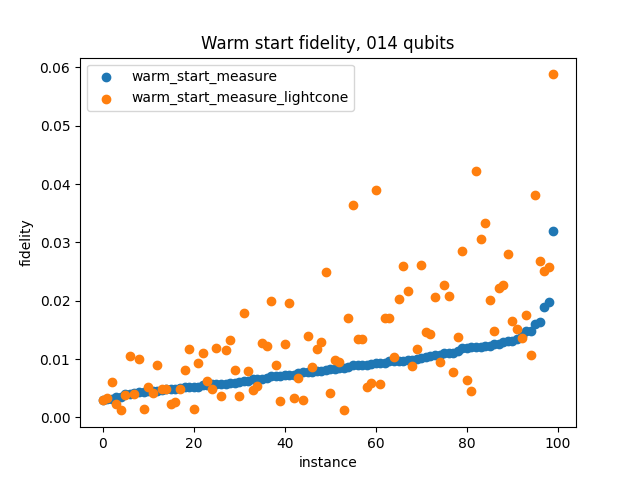 Warm start fidelity, 014 qubits
warm_start_measure
warm_start_measure_lightcone
0.06
0.05
0.04
0.03
0.02
0.01
0.00
fidelity
0 20 40 60 80 100
instance